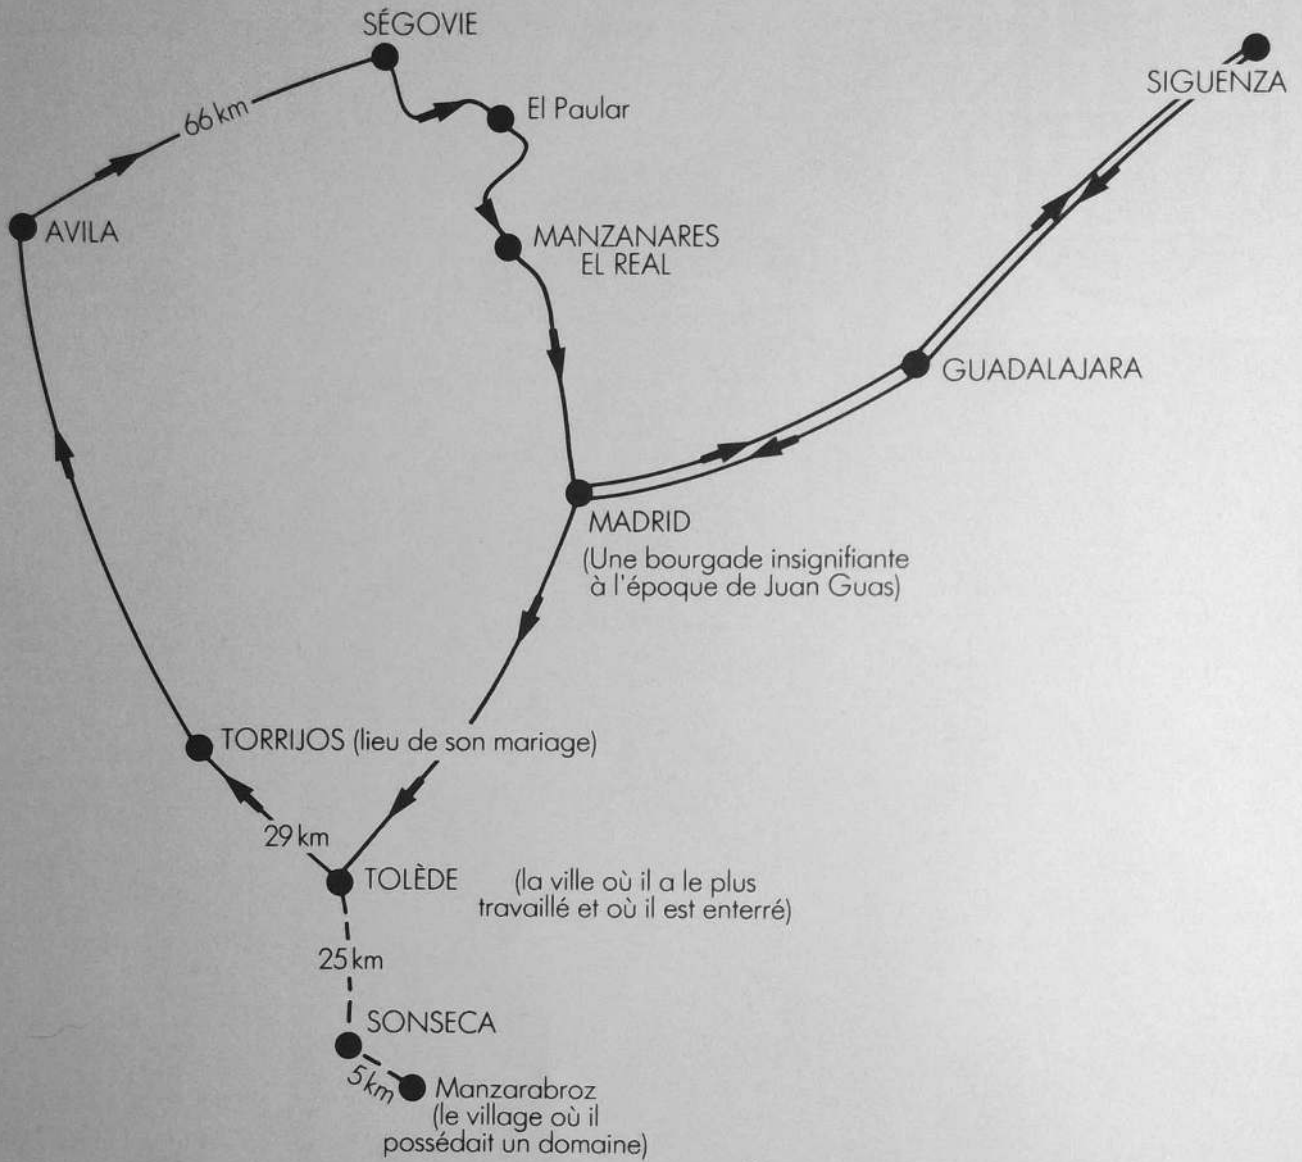 SÉGOVIE
SIGUENZA
El Paular
66 km
AVILA
MANZANARES
EL REAL
GUADALAJARA
MADRID
(Une bourgade insignifiante
à l'époque de Juan Guas)
TORRIJOS (lieu de son mariage)
29 km
TOLÈDE (la ville où il a le plus
travaillé et où il est enterré)
25 km
SONSECA
5 km
Manzarabroz
(le village où il
possédait un domaine)